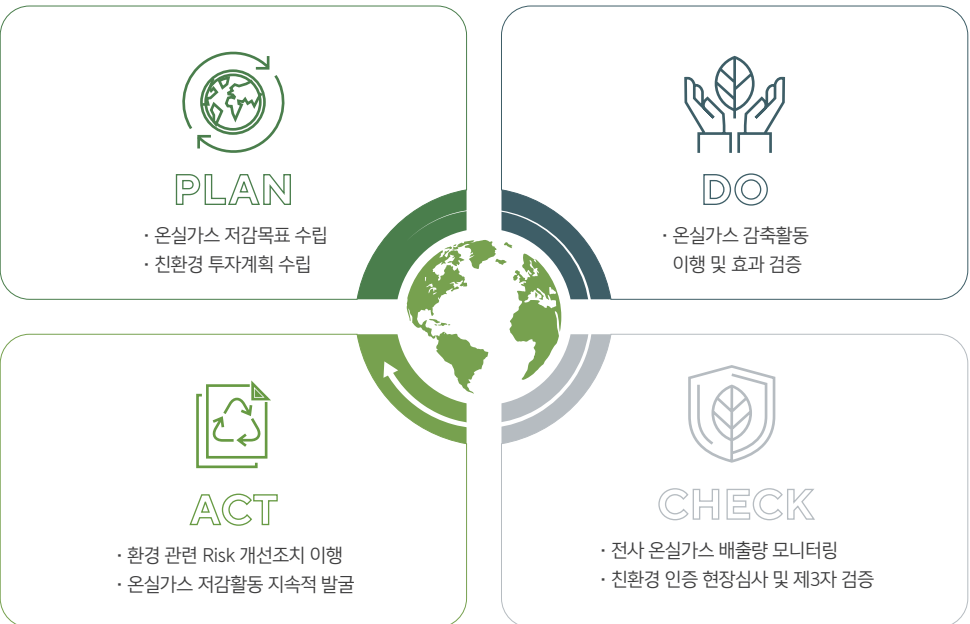 PLAN
· 온실가스 저감목표 수립
· 친환경 투자계획 수립
DO
· 온실가스 감축활동
이행 및 효과 검증
ACT
· 환경 관련 Risk 개선조치 이행
· 온실가스 저감활동 지속적 발굴
CHECK
· 전사 온실가스 배출량 모니터링
· 친환경 인증 현장심사 및 제3자 검증